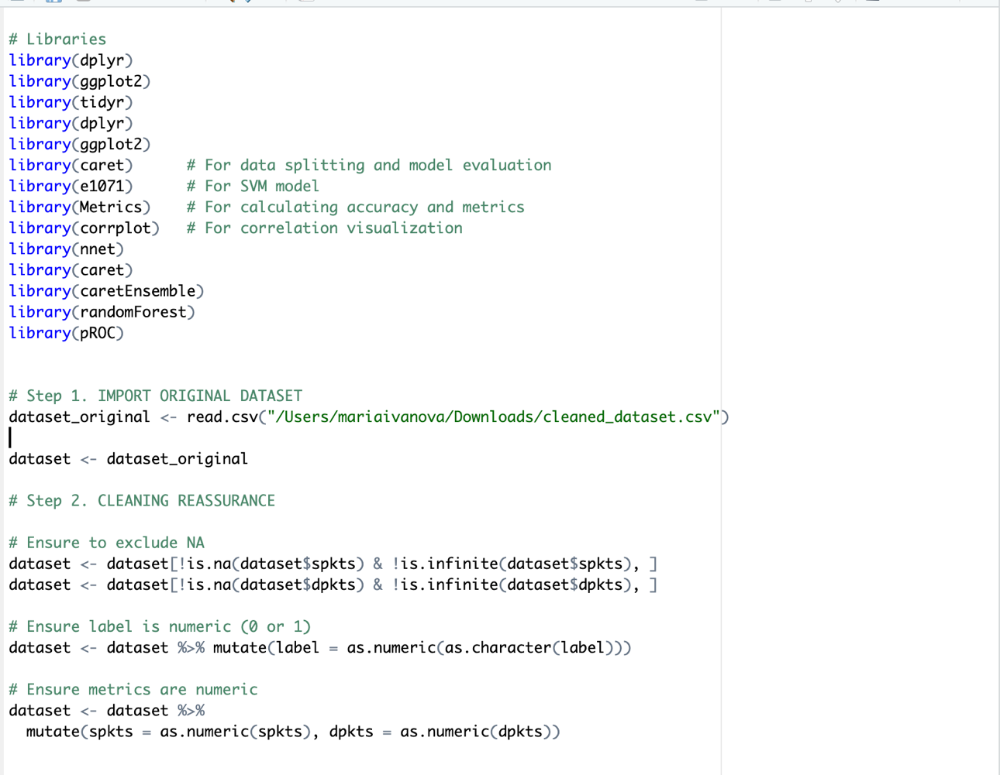 # Libraries
library(dplyr)
library(ggplot2)
library(tidyr)
library(dplyr)
library(ggplot2)
library(caret)      # For data splitting and model evaluation
library(e1071)      # For SVM model
library(Metrics)    # For calculating accuracy and metrics
library(corrplot)   # For correlation visualization
library(nnet)
library(caret)
library(caretEnsemble)
library(randomForest)
library(pROC)
# Step 1. IMPORT ORIGINAL DATASET
dataset_original <- read.csv("/Users/mariaivanova/Downloads/cleaned_dataset.csv")
dataset <- dataset_original
# Step 2. CLEANING REASSURANCE
# Ensure to exclude NA
dataset <- dataset[!is.na(dataset$spkts) & !is.infinite(dataset$spkts), ]
dataset <- dataset[!is.na(dataset$dpkts) & !is.infinite(dataset$dpkts), ]
# Ensure label is numeric (0 or 1)
dataset <- dataset %>% mutate(label = as.numeric(as.character(label)))
# Ensure metrics are numeric
dataset <- dataset %>%
  mutate(spkts = as.numeric(spkts), dpkts = as.numeric(dpkts))